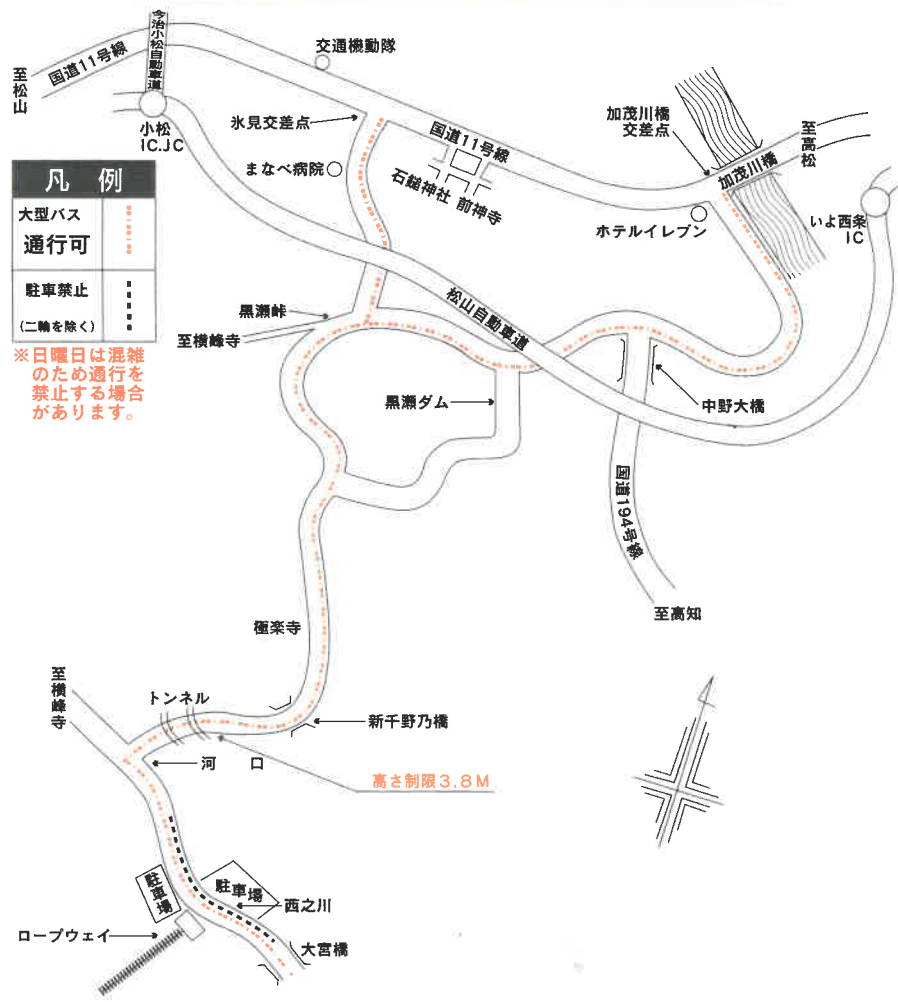 今治小松自動車道
国道11号線
至松山
交通機動隊
小松
IC.JC
氷見交差点
まなべ病院
国道11号線
石鎚神社 前神寺
加茂川橋
交差点
至高松
加茂川橋
ホテルイレブン
いよ西条
IC
凡 例
大型バス
通行可
駐車禁止
(二輪を除く)
※日曜日は混雑
のため通行を
禁止する場合
があります。
黒瀬峠
至横峰寺
松山自動車道
黒瀬ダム
中野大橋
国道194号線
至高知
極楽寺
至横峰寺
トンネル
新千野乃橋
河 口
高さ制限3.8M
駐車場
駐車場
西之川
ロープウェイ
大宮橋